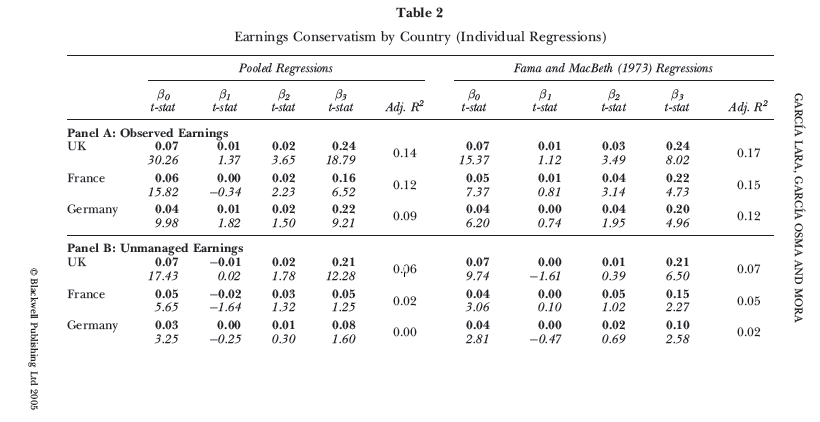 Table 2
Earnings Conservatism by Country (Individual Regressions)
Pooled Regressions Fama and MacBeth (1973) Regressions
β0 β1 β2 β3 β0 β1 β2 β3
t-stat t-stat t-stat t-stat Adj. R2 t-stat t-stat t-stat t-stat Adj. R2
Panel A: Observed Earnings
UK 0.07 0.01 0.02 0.24 0.14 0.07 0.01 0.03 0.24 0.17
30.26 1.37 3.65 18.79 15.37 1.12 3.49 8.02
France 0.06 0.00 0.02 0.16 0.12 0.05 0.01 0.04 0.22 0.15
15.82 −0.34 2.23 6.52 7.37 0.81 3.14 4.73
Germany 0.04 0.01 0.02 0.22 0.09 0.04 0.00 0.04 0.20 0.12
9.98 1.82 1.50 9.21 6.20 0.74 1.95 4.96
Panel B: Unmanaged Earnings
UK 0.07 −0.01 0.02 0.21 0.06 0.07 0.00 0.01 0.21 0.07
17.43 0.02 1.78 12.28 9.74 −1.61 0.39 6.50
France 0.05 −0.02 0.03 0.05 0.02 0.04 0.00 0.05 0.15 0.05
5.65 −1.64 1.32 1.25 3.06 0.10 1.02 2.27
Germany 0.03 0.00 0.01 0.08 0.00 0.04 0.00 0.02 0.10 0.02
3.25 −0.25 0.30 1.60 2.81 −0.47 0.69 2.58
GARCÍA LARA, GARCÍA OSMA AND MORA
© Blackwell Publishing Ltd 2005